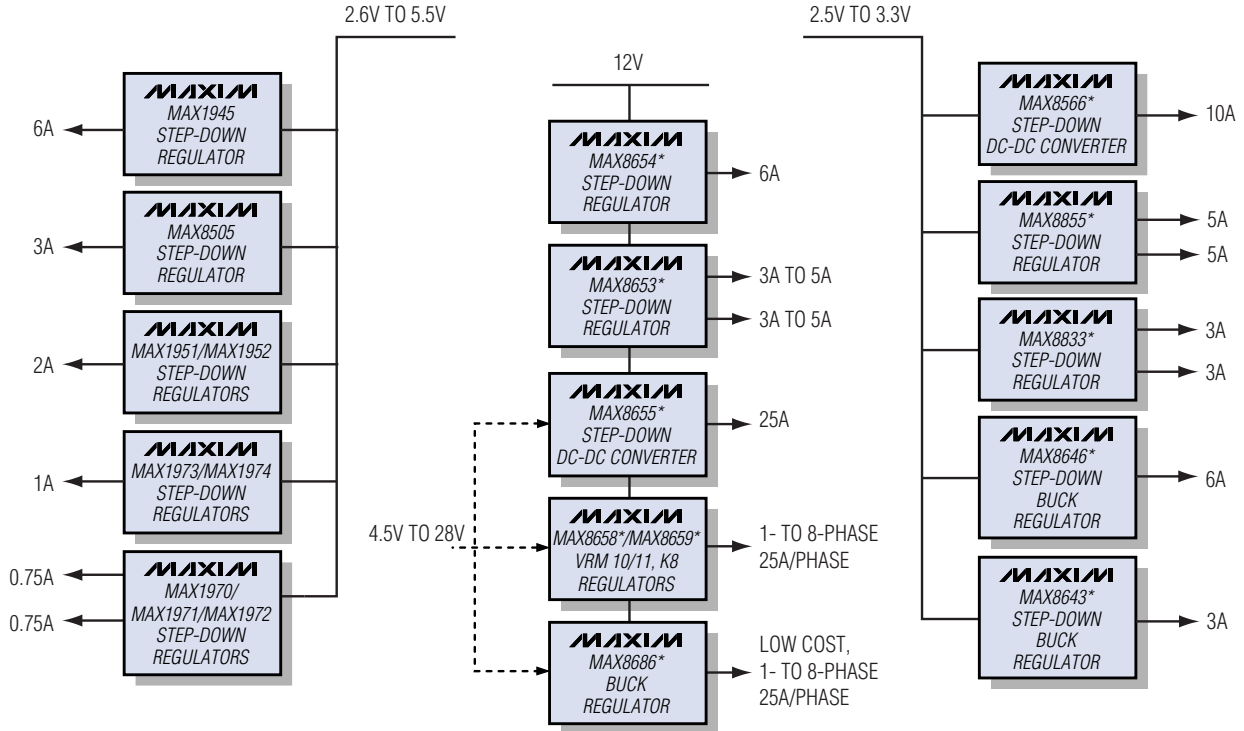 2.6V TO 5.5V
MAXIM
MAX1945
STEP-DOWN
REGULATOR
6A
MAXIM
MAX8505
STEP-DOWN
REGULATOR
3A
MAXIM
MAX1951/MAX1952
STEP-DOWN
REGULATORS
2A
MAXIM
MAX1973/MAX1974
STEP-DOWN
REGULATORS
1A
MAXIM
MAX1970/
MAX1971/MAX1972
STEP-DOWN
REGULATORS
0.75A
0.75A
12V
MAXIM
MAX8654*
STEP-DOWN
REGULATOR
6A
MAXIM
MAX8653*
STEP-DOWN
REGULATOR
3A TO 5A
3A TO 5A
MAXIM
MAX8655*
STEP-DOWN
DC-DC CONVERTER
25A
4.5V TO 28V
MAXIM
MAX8658*/MAX8659*
VRM 10/11, K8
REGULATORS
1- TO 8-PHASE
25A/PHASE
MAXIM
MAX8686*
BUCK
REGULATOR
LOW COST,
1- TO 8-PHASE
25A/PHASE
2.5V TO 3.3V
MAXIM
MAX8566*
STEP-DOWN
DC-DC CONVERTER
10A
MAXIM
MAX8855*
STEP-DOWN
REGULATOR
5A
5A
MAXIM
MAX8833*
STEP-DOWN
REGULATOR
3A
3A
MAXIM
MAX8646*
STEP-DOWN
BUCK
REGULATOR
6A
MAXIM
MAX8643*
STEP-DOWN
BUCK
REGULATOR
3A